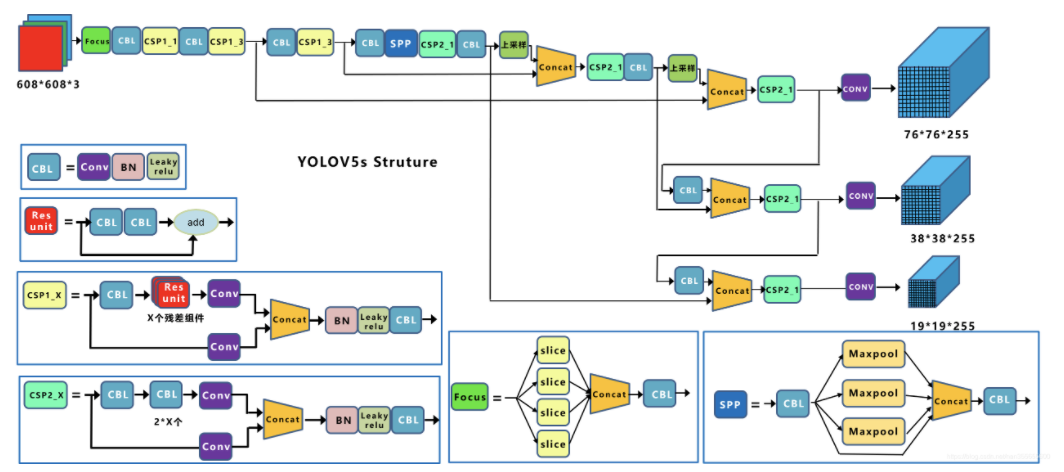 Focus CBL CSP1_1 CBL CSP1_3 CBL CSP1_3 CBL SPP CSP2_1 CBL 上采样
Concat CSP2_1 CBL 上采样
Concat CSP2_1 CONV
608*608*3
76*76*255
YOLOV5s Struture
CBL = Conv BN Leaky
relu
CBL Concat CSP2_1 CONV
38*38*255
Res
unit = CBL CBL add
CBL Concat CSP2_1 CONV
19*19*255
CSP1_X = CBL Res
unit Conv
X个残差组件
Concat BN Leaky
relu CBL
Conv
CSP2_X = CBL CBL Conv
2*X个
Concat BN Leaky
relu CBL
Conv
Focus = slice
slice
slice
slice
Concat CBL
SPP = CBL Maxpool
Maxpool
Maxpool
Concat CBL